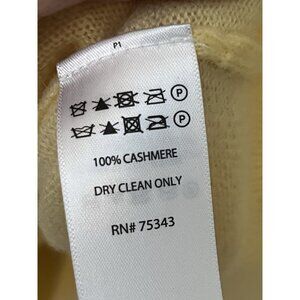 P1
P
P
100% CASHMERE
DRY CLEAN ONLY
RN# 75343